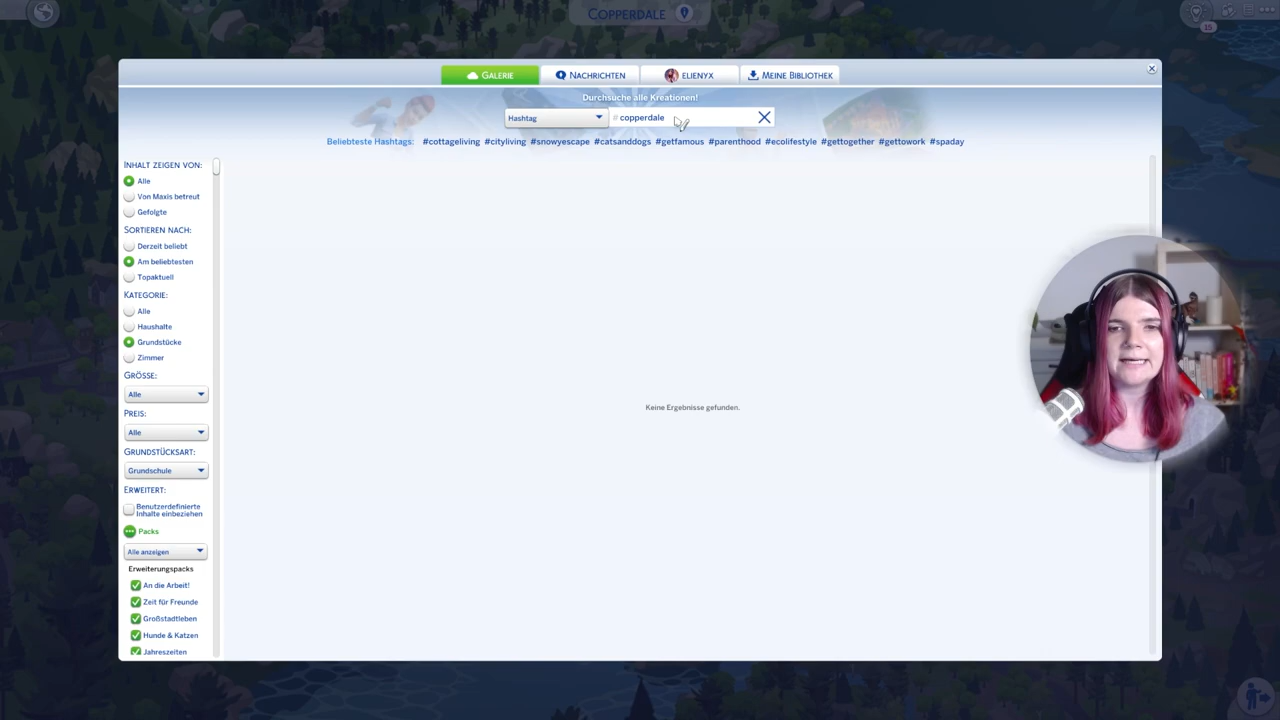 COPPERDALE
15
GALERIE
NACHRICHTEN
ELIENYX
MEINE BIBLIOTHEK
Durchsuche alle Kreationen!
Hashtag
# copperdale
Beliebteste Hashtags: #cottageliving #cityliving #snowyescape #catsanddogs #getfamous #parenthood #ecolifestyle #gettogether #gettowork #spaday
INHALT ZEIGEN VON:
Alle
Von Maxis betreut
Gefolgte
SORTIEREN NACH:
Derzeit beliebt
Am beliebtesten
Topaktuell
KATEGORIE:
Alle
Haushalte
Grundstücke
Zimmer
GRÖSSE:
Alle
PREIS:
Alle
GRUNDSTÜCKSART:
Grundschule
ERWEITERT:
Benutzerdefinierte
Inhalte einbeziehen
Packs
Alle anzeigen
Erweiterungspacks
An die Arbeit!
Zeit für Freunde
Großstadtleben
Hunde & Katzen
Jahreszeiten
Keine Ergebnisse gefunden.